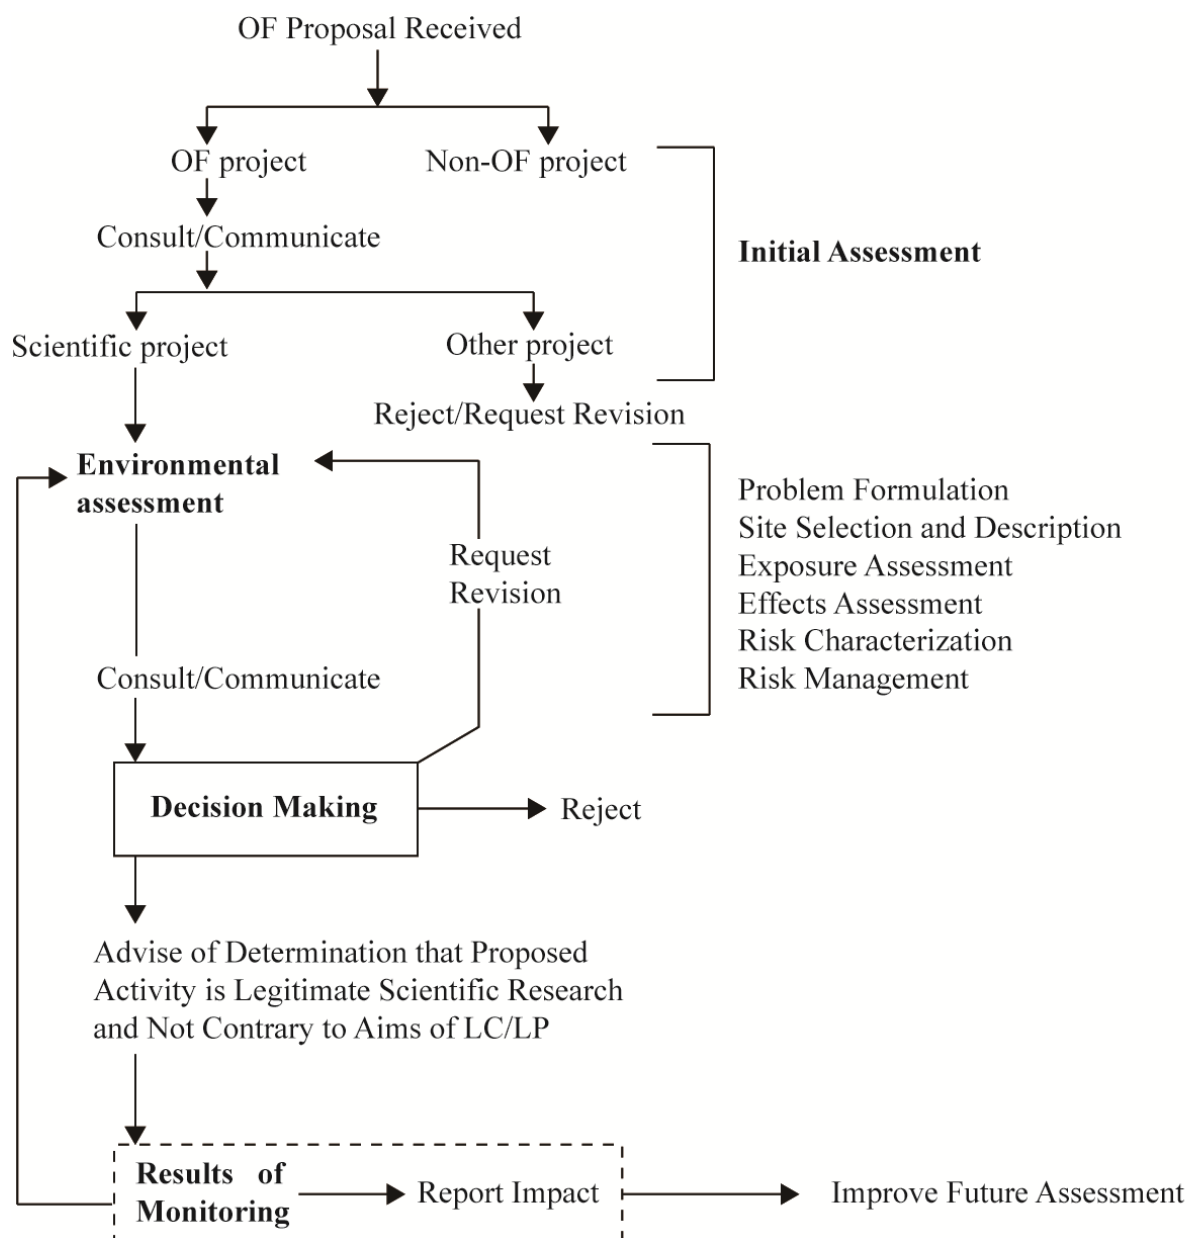 OF Proposal Received
OF project
Non-OF project
Consult/Communicate
Initial Assessment
Scientific project
Other project
Reject/Request Revision
Environmental
assessment
Request
Revision
Problem Formulation
Site Selection and Description
Exposure Assessment
Effects Assessment
Risk Characterization
Risk Management
Consult/Communicate
Decision Making
Reject
Advise of Determination that Proposed
Activity is Legitimate Scientific Research
and Not Contrary to Aims of LC/LP
Results of
Monitoring
Report Impact
Improve Future Assessment